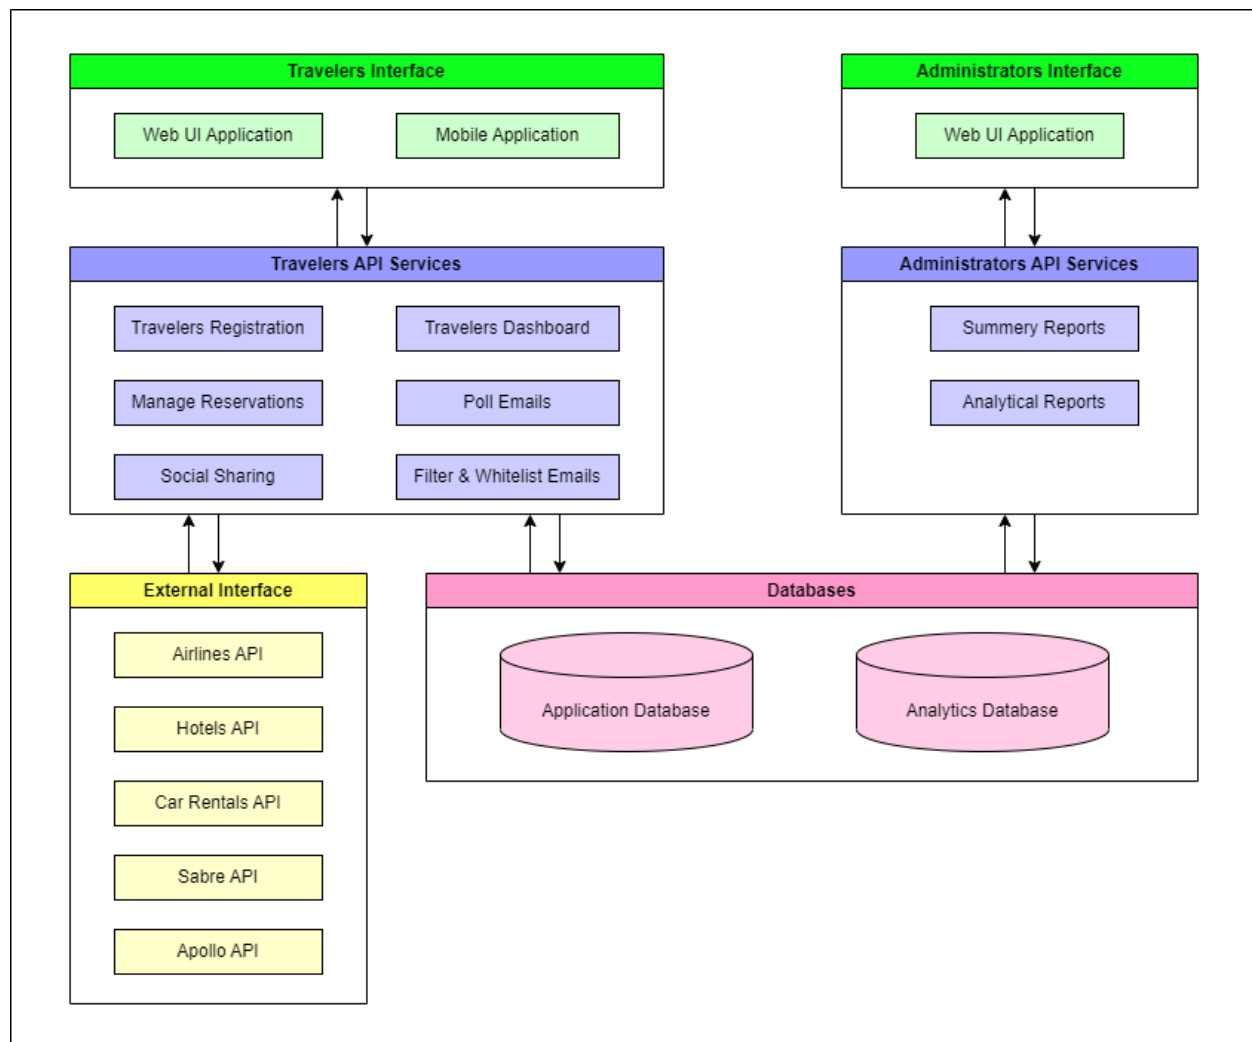 Travelers Interface
Web UI Application
Mobile Application
Administrators Interface
Web UI Application
Travelers API Services
Travelers Registration
Travelers Dashboard
Manage Reservations
Poll Emails
Social Sharing
Filter & Whitelist Emails
Administrators API Services
Summery Reports
Analytical Reports
External Interface
Airlines API
Hotels API
Car Rentals API
Sabre API
Apollo API
Databases
Application Database
Analytics Database